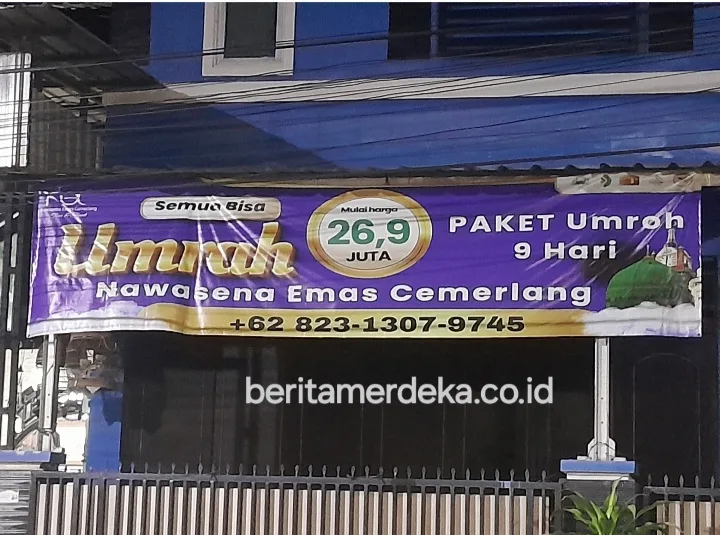 Semua Bisa
Umrah
Mulai harga
26,9
JUTA
PAKET Umroh
9 Hari
Nawasena Emas Cemerlang
+62 823-1307-9745
beritamerdeka.co.id